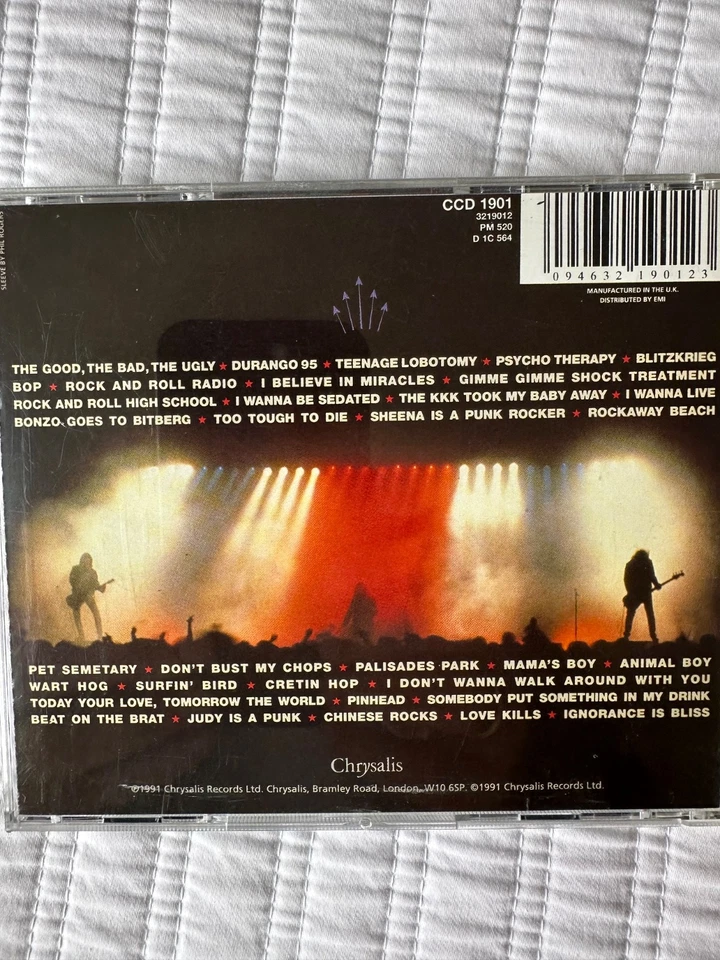 CCD 1901
3219012
PM 520
D 1C 564
094632 190123
MANUFACTURED IN THE U.K.
DISTRIBUTED BY EMI
SLEEVE BY PHIL ROGERS
THE GOOD, THE BAD, THE UGLY ★ DURANGO 95 ★ TEENAGE LOBOTOMY ★ PSYCHO THERAPY ★ BLITZKRIEG
BOP ★ ROCK AND ROLL RADIO ★ I BELIEVE IN MIRACLES ★ GIMME GIMME SHOCK TREATMENT
ROCK AND ROLL HIGH SCHOOL ★ I WANNA BE SEDATED ★ THE KKK TOOK MY BABY AWAY ★ I WANNA LIVE
BONZO GOES TO BITBERG ★ TOO TOUGH TO DIE ★ SHEENA IS A PUNK ROCKER ★ ROCKAWAY BEACH
PET SEMETARY ★ DON'T BUST MY CHOPS ★ PALISADES PARK ★ MAMA'S BOY ★ ANIMAL BOY
WART HOG ★ SURFIN' BIRD ★ CRETIN HOP ★ I DON'T WANNA WALK AROUND WITH YOU
TODAY YOUR LOVE, TOMORROW THE WORLD ★ PINHEAD ★ SOMEBODY PUT SOMETHING IN MY DRINK
BEAT ON THE BRAT ★ JUDY IS A PUNK ★ CHINESE ROCKS ★ LOVE KILLS ★ IGNORANCE IS BLISS
Chrysalis
℗1991 Chrysalis Records Ltd. Chrysalis, Bramley Road, London. W10 6SP. ©1991 Chrysalis Records Ltd.